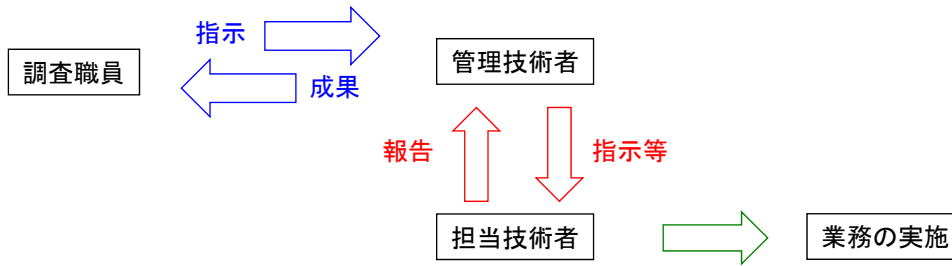 指示
調査職員
管理技術者
成果
報告
指示等
担当技術者
業務の実施